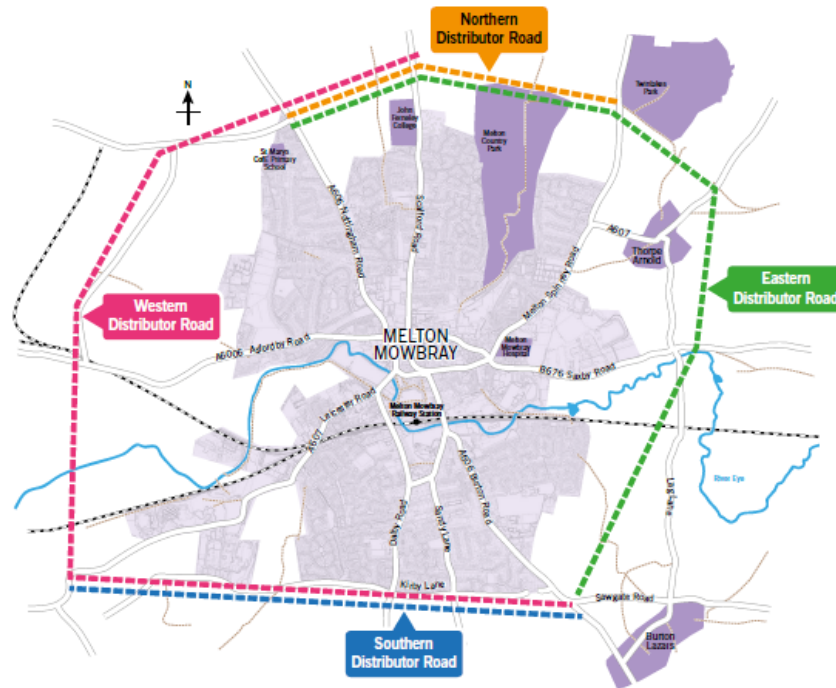 Northern
Distributor Road
N
Twinlakes
Park
John
Ferneley
College
Melton
Country
Park
St. Marys
Coth. Primary
School
A606 Nottingham Road
Scalford Road
A607
Thorpe
Arnold
Eastern
Distributor Road
Western
Distributor Road
Melton Spinney Road
MELTON
MOWBRAY
A6006 Asfordby Road
Melton
Mowbray
Hospital
B676 Saxby Road
Leicester Road
A607
Melton Mowbray
Railway Station
A606 Burton Road
River Eye
Lag Lane
Dalby Road
Sandy Lane
Kirby Lane
Sawgate Road
Burton
Lazars
Southern
Distributor Road